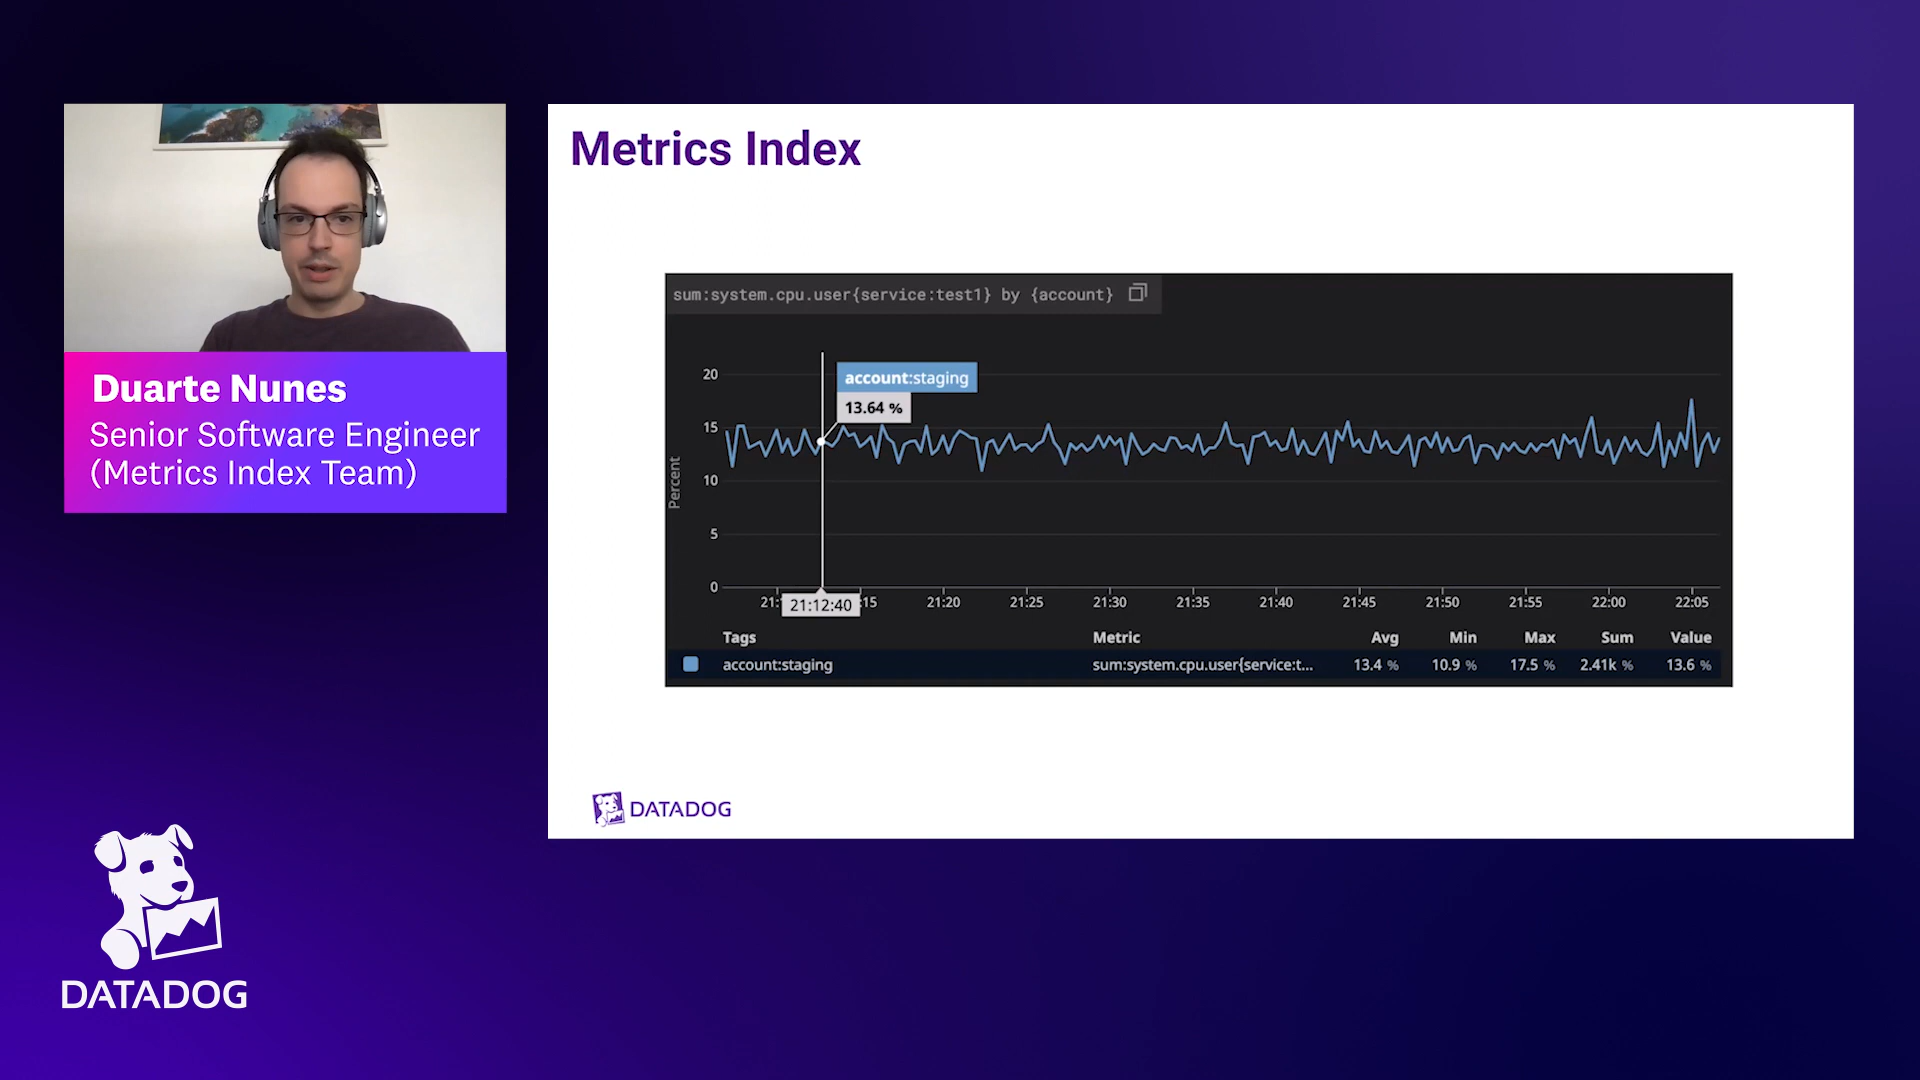 Metrics Index
Duarte Nunes
Senior Software Engineer
(Metrics Index Team)
DATADOG
sum:system.cpu.user{service:test1} by {account}
account:staging
13.64 %
Percent
20
15
10
5
0
21:12:40
:15 21:20 21:25 21:30 21:35 21:40 21:45 21:50 21:55 22:00 22:05
Tags Metric Avg Min Max Sum Value
account:staging sum:system.cpu.user{service:t... 13.4 % 10.9 % 17.5 % 2.41k % 13.6 %
DATADOG